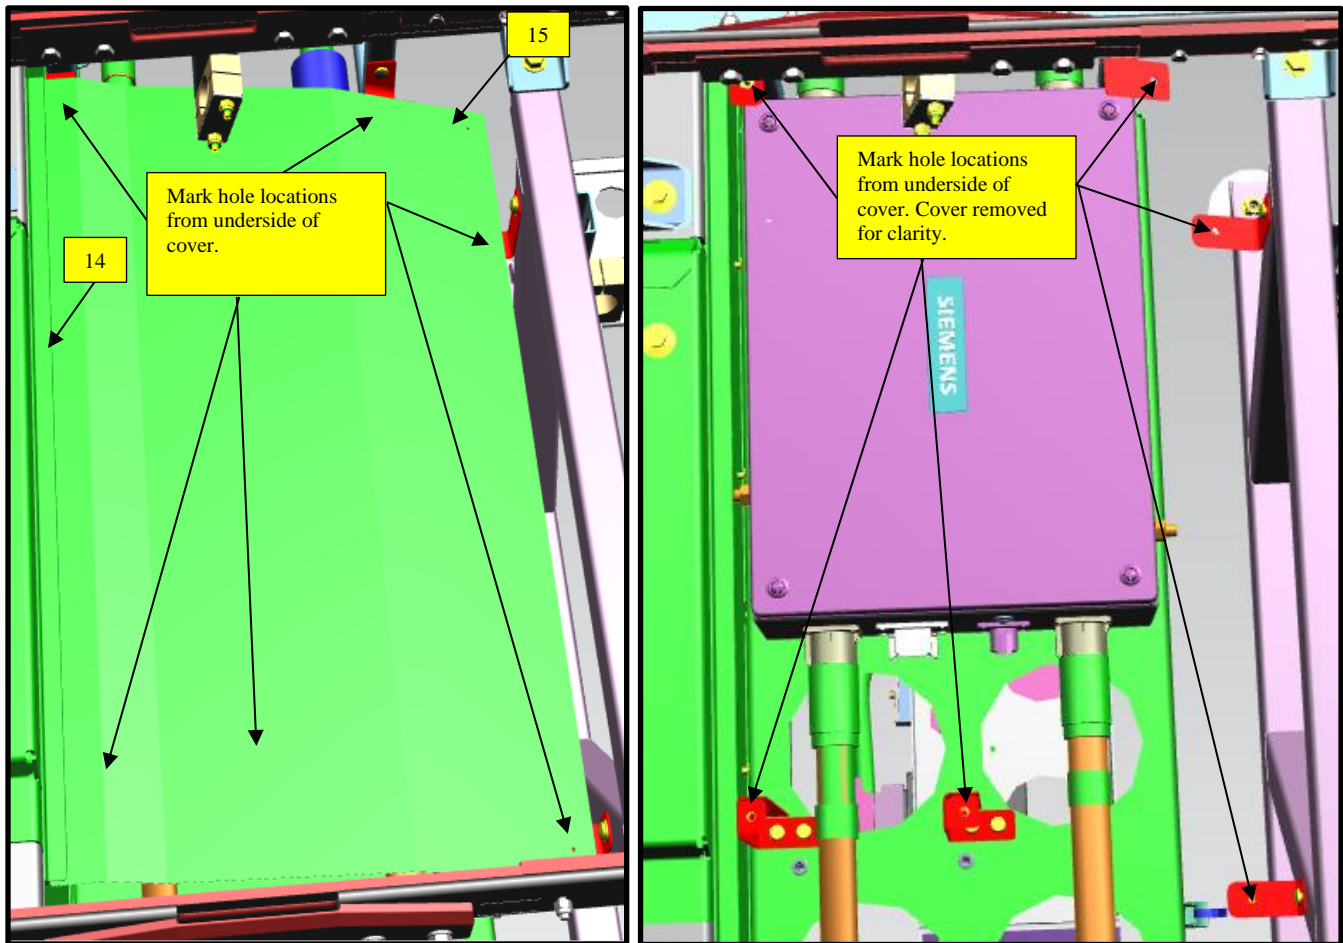 15
Mark hole locations
from underside of
cover.
14
Mark hole locations
from underside of
cover. Cover removed
for clarity.
SIEMENS